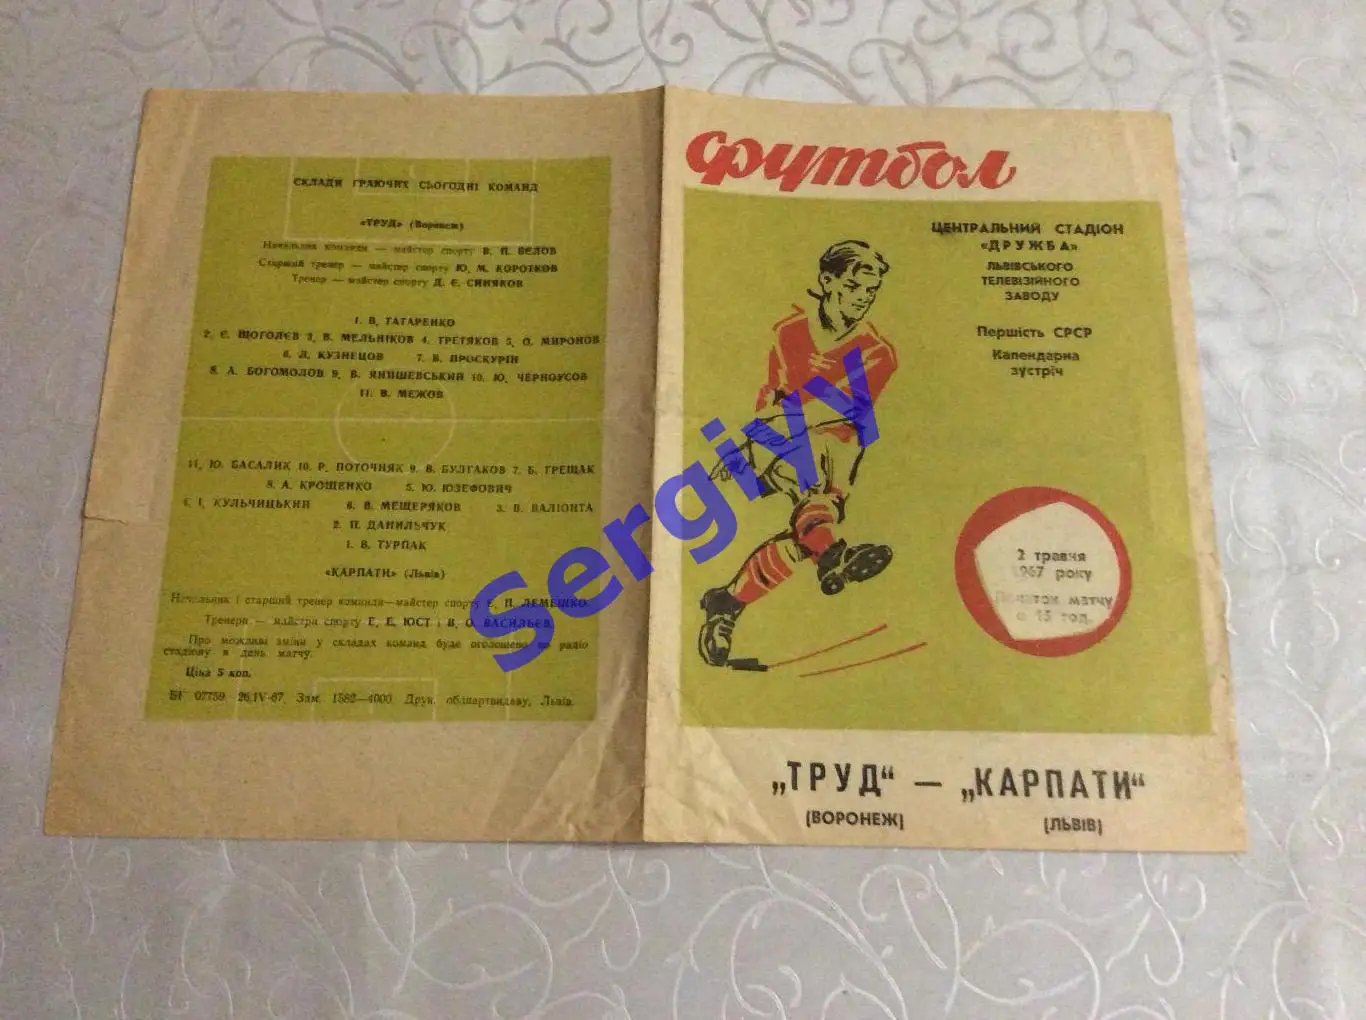 СКЛАДИ ГРАЮЧИХ СЬОГОДНІ КОМАНД
«ТРУД» (Воронеж)
Начальник команди — майстер спорту В. П. БЕЛОВ
Старший тренер — майстер спорту Ю. М. КОРОТКОВ
Тренер — майстер спорту Д. Є. СИНЯКОВ
1. В. ТАТАРЕНКО
2. Є. ЩОГОЛЄВ 3. В. МЕЛЬНІКОВ 4. ТРЕТЯКОВ 5. О. МИРОНОВ
6. Л. КУЗНЕЦОВ 7. В. ПРОСКУРІН
8. А. БОГОМОЛОВ 9. В. ЯНИШЕВСЬКИЙ 10. Ю. ЧЕРНОУСОВ
11. В. МЕЖОВ
11. Ю. БАСАЛИК 10. Р. ПОТОЧНЯК 9. В. БУЛГАКОВ 7. Б. ГРЕЩАК
8. А. КРОЩЕНКО 5. Ю. ЮЗЕФОВИЧ
4. І. КУЛЬЧИЦЬКИЙ 6. В. МЕЩЕРЯКОВ 3. В. ВАЛІОНТА
2. П. ДАНИЛЬЧУК
1. В. ТУРПАК
«КАРПАТИ» (Львів)
Начальник і старший тренер команди—майстер спорту Є. П. ЛЕМЕШКО.
Тренери — майстри спорту Е. Е. ЮСТ і В. О. ВАСИЛЬЄВ.
Про можливі зміни у складах команд буде оголошено по радіо
стадіону в день матчу.
Ціна 5 коп.
БГ 07759 26.IV-67. Зам. 1582—4000 Друк. облпартвидаву, Львів.
футбол
ЦЕНТРАЛЬНИЙ СТАДІОН
«ДРУЖБА»
ЛЬВІВСЬКОГО
ТЕЛЕВІЗІЙНОГО
ЗАВОДУ
Першість СРСР
Календарна
зустріч
2 травня
1967 року
Початок матчу
о 15 год.
„ТРУД“ — „КАРПАТИ“
(ВОРОНЕЖ) (ЛЬВІВ)
Sergiyy